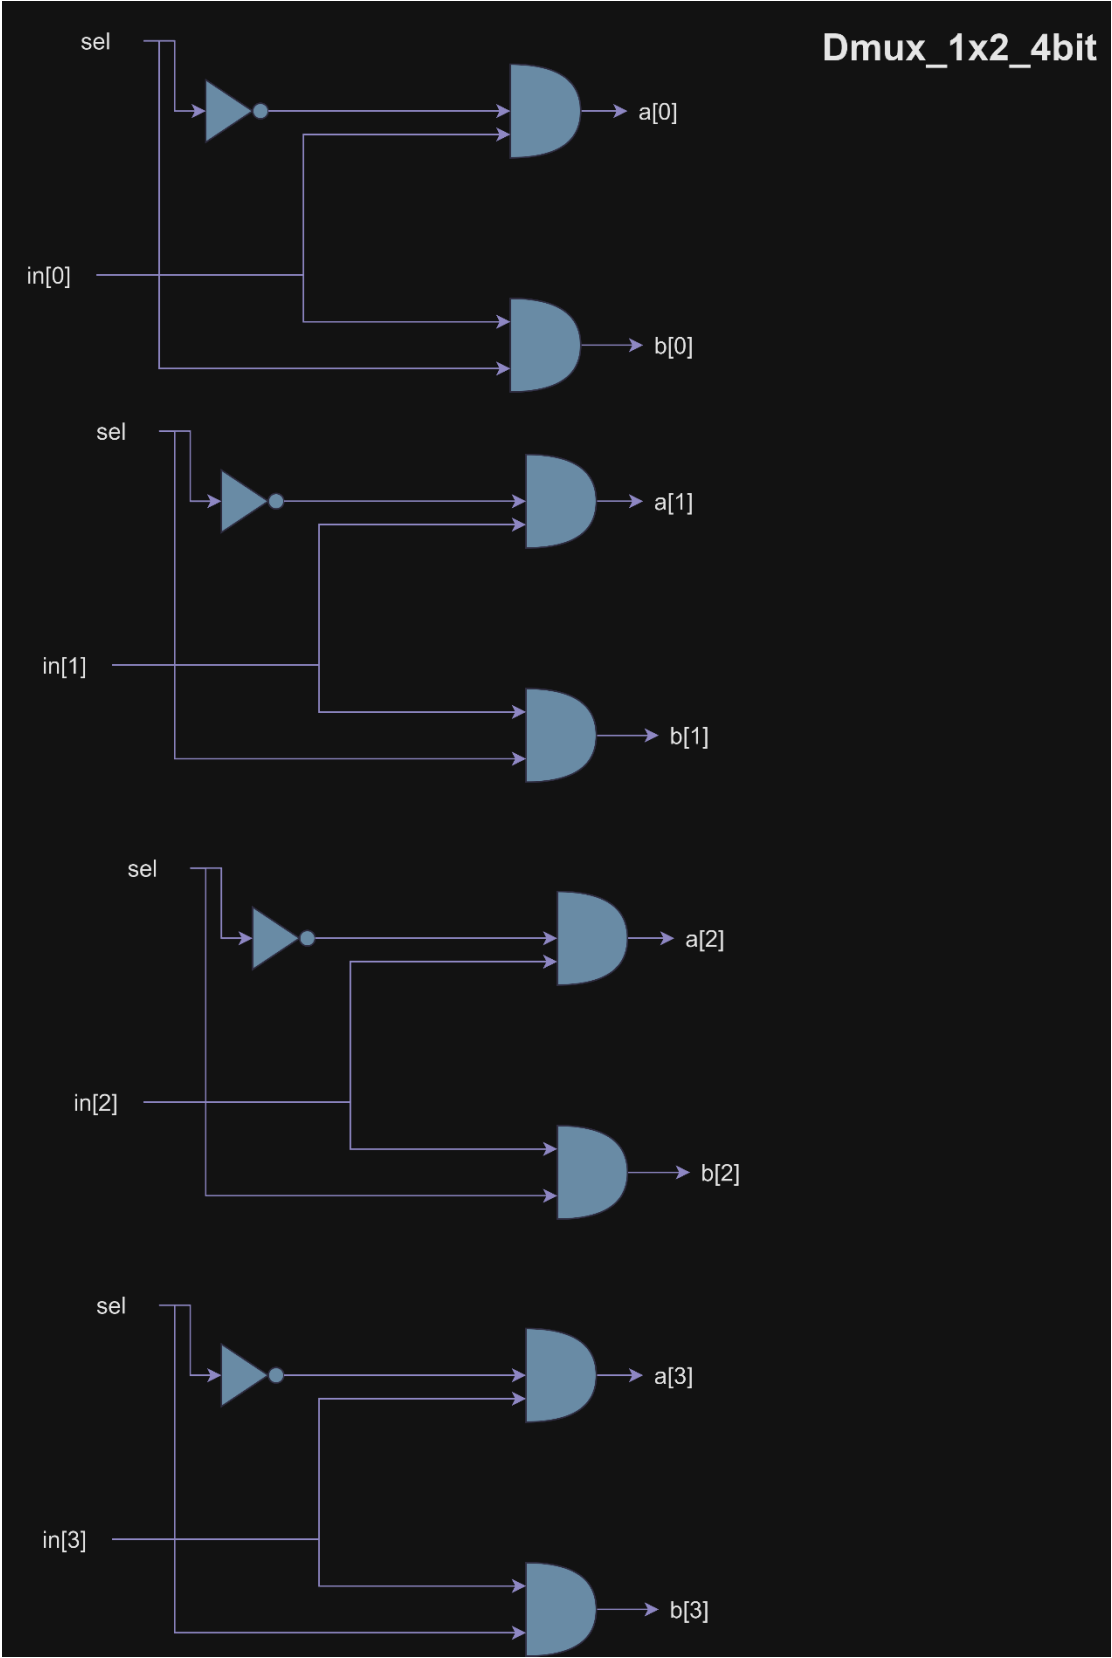 Dmux_1x2_4bit
sel
a[0]
in[0]
b[0]
sel
a[1]
in[1]
b[1]
sel
a[2]
in[2]
b[2]
sel
a[3]
in[3]
b[3]